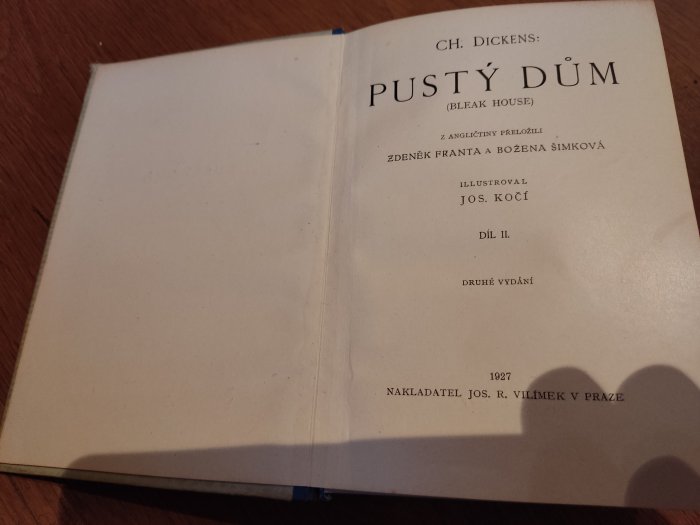 CH. DICKENS:
PUSTÝ DŮM
(BLEAK HOUSE)
Z ANGLIČTINY PŘELOŽILI
ZDENĚK FRANTA A BOŽENA ŠIMKOVÁ
ILLUSTROVAL
JOS. KOČÍ
DÍL II.
DRUHÉ VYDÁNÍ
1927
NAKLADATEL JOS. R. VILÍMEK V PRAZE